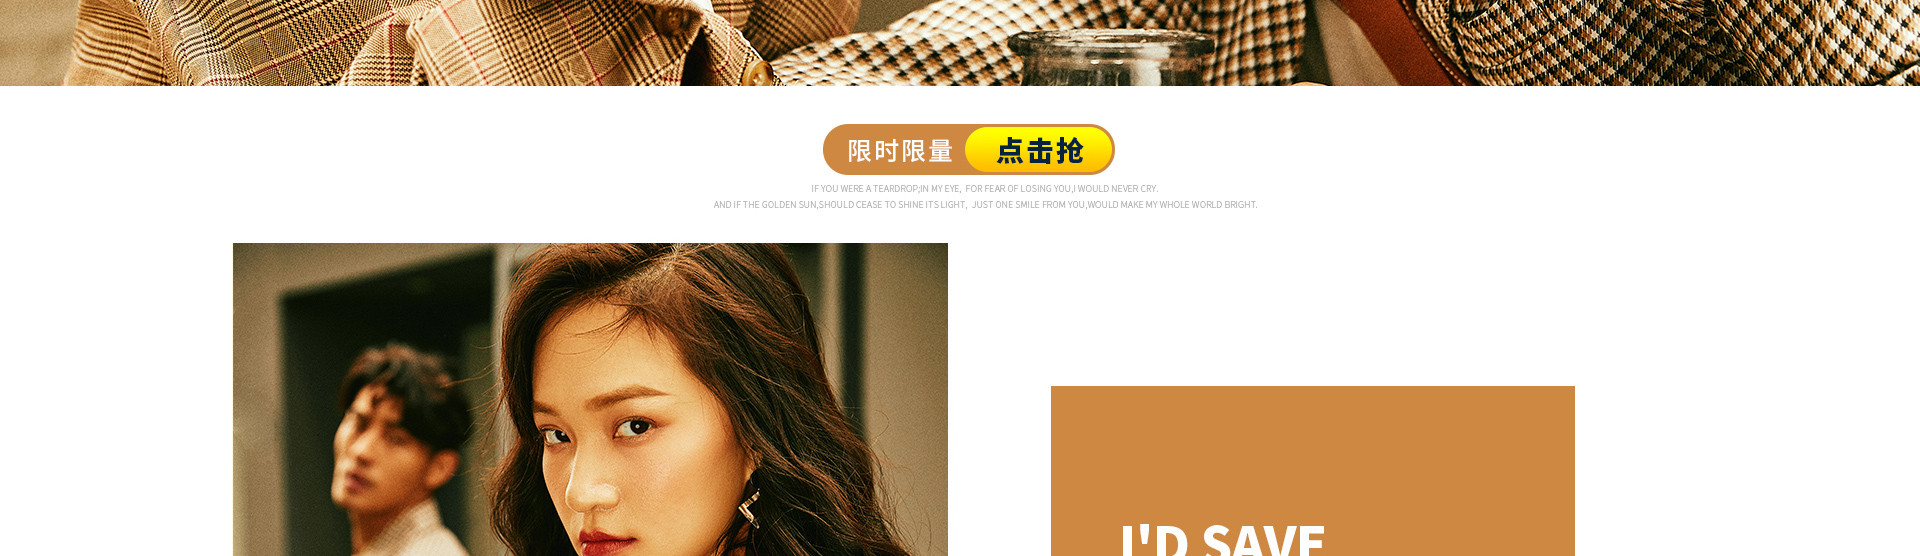 限时限量 点击抢
IF YOU WERE A TEARDROP;IN MY EYE, FOR FEAR OF LOSING YOU,I WOULD NEVER CRY.
AND IF THE GOLDEN SUN,SHOULD CEASE TO SHINE ITS LIGHT, JUST ONE SMILE FROM YOU,WOULD MAKE MY WHOLE WORLD BRIGHT.
I'D SAVE